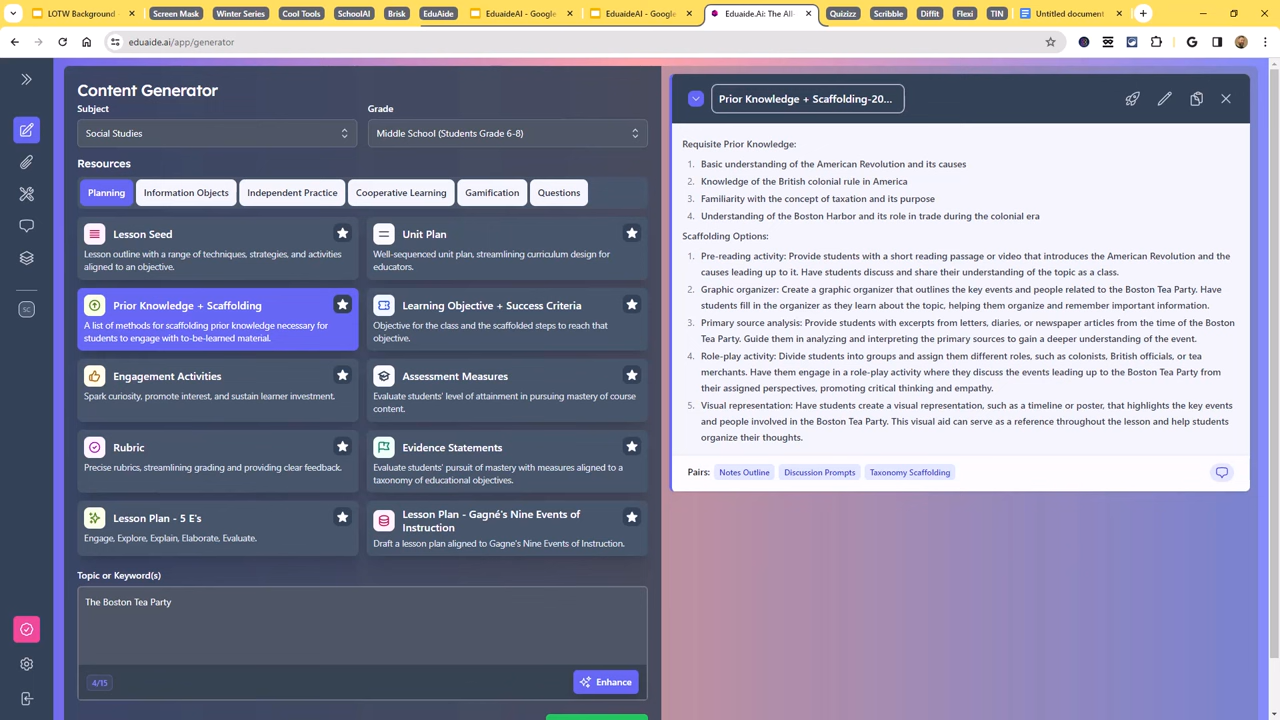 LOTW Background
Screen Mask
Winter Series
Cool Tools
SchoolAI
Brisk
EduAide
EduaideAI - Google
EduaideAI - Google
Eduaide.Ai: The All
Quizizz
Scribble
Diffit
Flexi
TIN
Untitled document
eduaide.ai/app/generator
Content Generator
Subject
Grade
Social Studies
Middle School (Students Grade 6-8)
Resources
Planning
Information Objects
Independent Practice
Cooperative Learning
Gamification
Questions
Lesson Seed
Lesson outline with a range of techniques, strategies, and activities
aligned to an objective.
Unit Plan
Well-sequenced unit plan, streamlining curriculum design for
educators.
Prior Knowledge + Scaffolding
A list of methods for scaffolding prior knowledge necessary for
students to engage with to-be-learned material.
Learning Objective + Success Criteria
Objective for the class and the scaffolded steps to reach that
objective.
Engagement Activities
Spark curiosity, promote interest, and sustain learner investment.
Assessment Measures
Evaluate students' level of attainment in pursuing mastery of course
content.
Rubric
Precise rubrics, streamlining grading and providing clear feedback.
Evidence Statements
Evaluate students' pursuit of mastery with measures aligned to a
taxonomy of educational objectives.
Lesson Plan - 5 E's
Engage, Explore, Explain, Elaborate, Evaluate.
Lesson Plan - Gagné's Nine Events of
Instruction
Draft a lesson plan aligned to Gagne's Nine Events of Instruction.
SC
Topic or Keyword(s)
The Boston Tea Party
4/15
Enhance
Prior Knowledge + Scaffolding-20...
Requisite Prior Knowledge:
1. Basic understanding of the American Revolution and its causes
2. Knowledge of the British colonial rule in America
3. Familiarity with the concept of taxation and its purpose
4. Understanding of the Boston Harbor and its role in trade during the colonial era
Scaffolding Options:
1. Pre-reading activity: Provide students with a short reading passage or video that introduces the American Revolution and the
causes leading up to it. Have students discuss and share their understanding of the topic as a class.
2. Graphic organizer: Create a graphic organizer that outlines the key events and people related to the Boston Tea Party. Have
students fill in the organizer as they learn about the topic, helping them organize and remember important information.
3. Primary source analysis: Provide students with excerpts from letters, diaries, or newspaper articles from the time of the Boston
Tea Party. Guide them in analyzing and interpreting the primary sources to gain a deeper understanding of the event.
4. Role-play activity: Divide students into groups and assign them different roles, such as colonists, British officials, or tea
merchants. Have them engage in a role-play activity where they discuss the events leading up to the Boston Tea Party from
their assigned perspectives, promoting critical thinking and empathy.
5. Visual representation: Have students create a visual representation, such as a timeline or poster, that highlights the key events
and people involved in the Boston Tea Party. This visual aid can serve as a reference throughout the lesson and help students
organize their thoughts.
Pairs:
Notes Outline
Discussion Prompts
Taxonomy Scaffolding